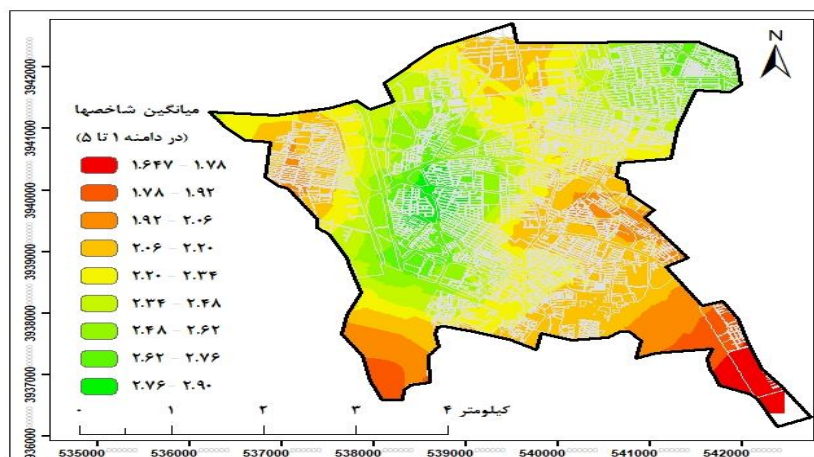 N
میانگین شاخصها
(در دامنه ۱ تا ۵)
۱.۶۴۷ – ۱.۷۸
۱.۷۸ – ۱.۹۲
۱.۹۲ – ۲.۰۶
۲.۰۶ – ۲.۲۰
۲.۲۰ – ۲.۳۴
۲.۳۴ – ۲.۴۸
۲.۴۸ – ۲.۶۲
۲.۶۲ – ۲.۷۶
۲.۷۶ – ۲.۹۰
۰ ۱ ۲ ۳ ۴ کیلومتر
3942000
3941000
3940000
3939000
3938000
3937000
3936000
535000 536000 537000 538000 539000 540000 541000 542000